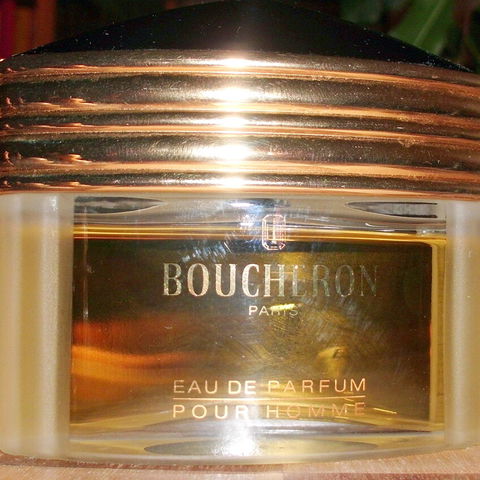 BOUCHERON
PARIS
EAU DE PARFUM
POUR HOMME